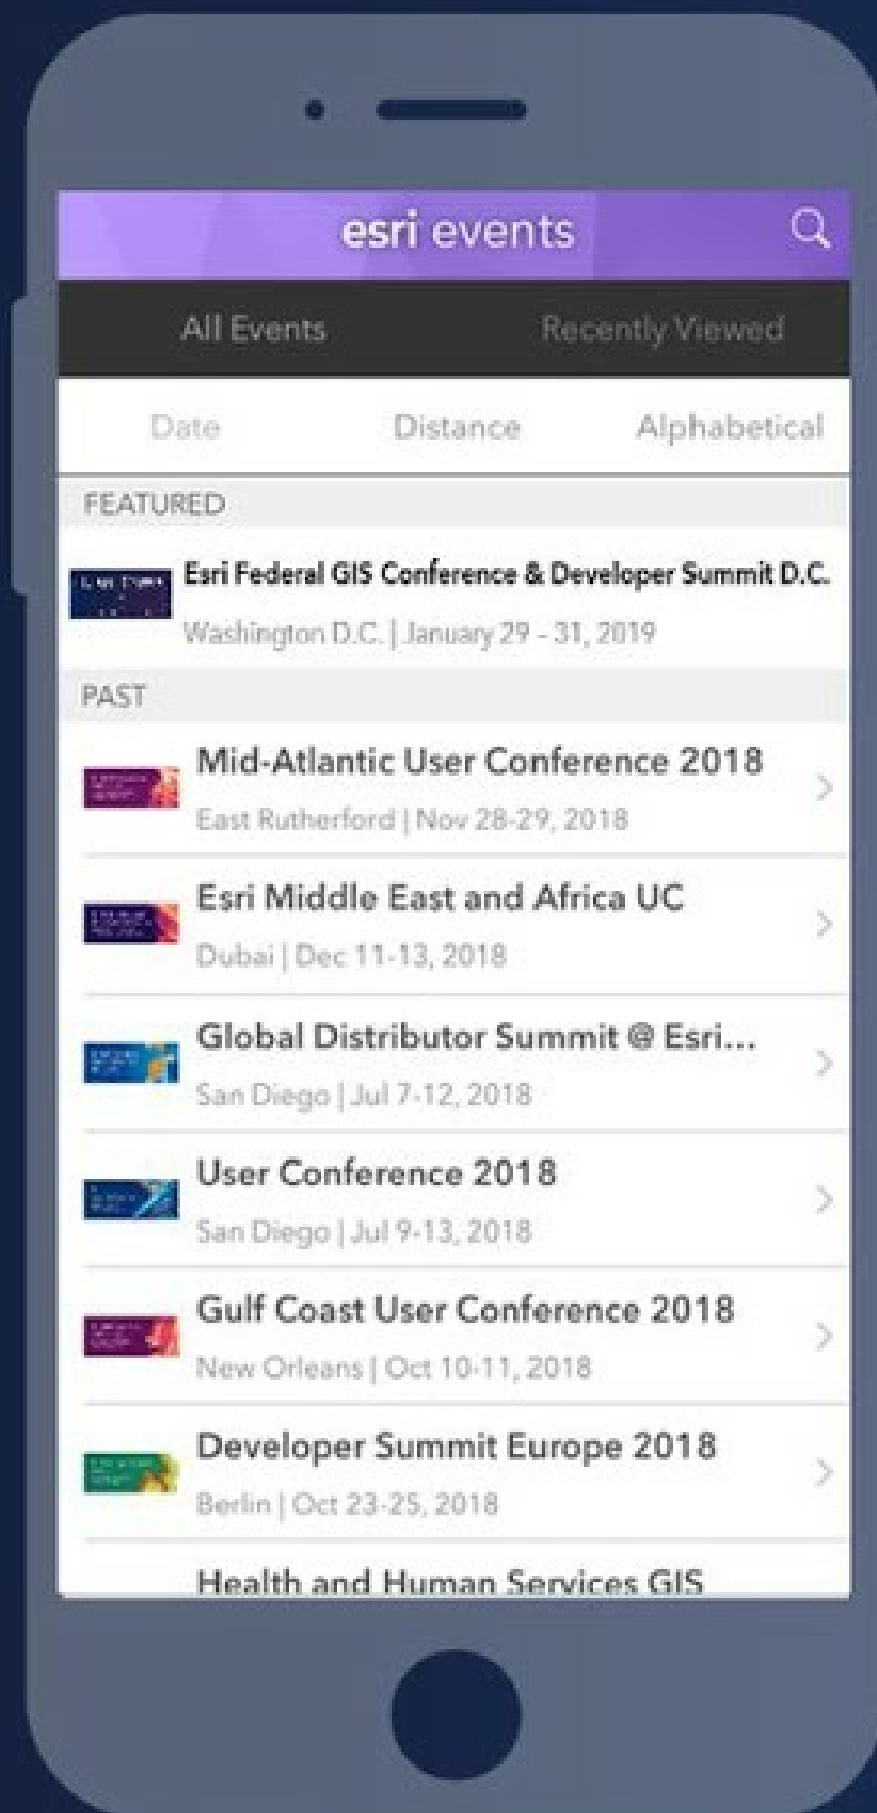 esri events
All Events Recently Viewed
Date Distance Alphabetical
FEATURED
Esri Federal GIS Conference & Developer Summit D.C.
Washington D.C. | January 29 - 31, 2019
PAST
Mid-Atlantic User Conference 2018
East Rutherford | Nov 28-29, 2018
Esri Middle East and Africa UC
Dubai | Dec 11-13, 2018
Global Distributor Summit @ Esri...
San Diego | Jul 7-12, 2018
User Conference 2018
San Diego | Jul 9-13, 2018
Gulf Coast User Conference 2018
New Orleans | Oct 10-11, 2018
Developer Summit Europe 2018
Berlin | Oct 23-25, 2018
Health and Human Services GIS